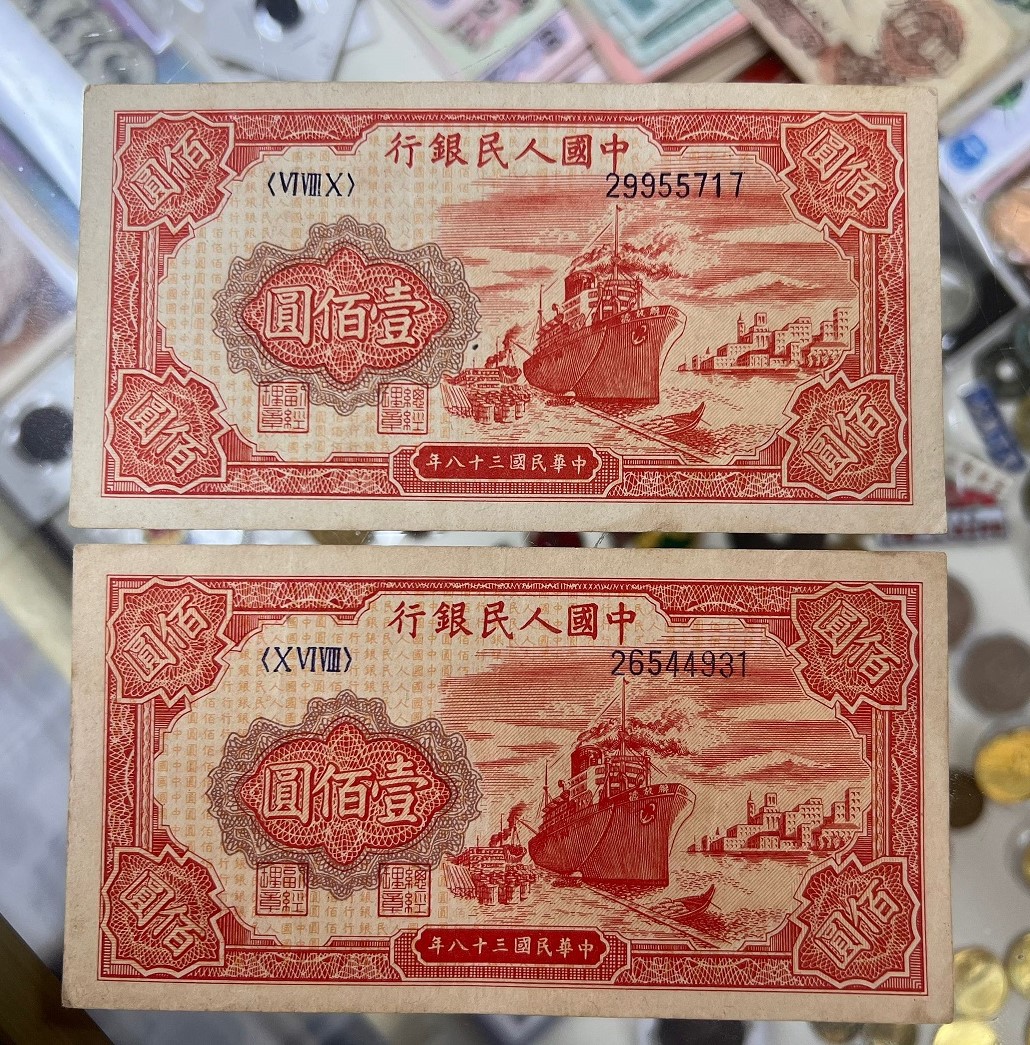 中國人民銀行
佰圓
佰圓
〈ⅥⅧⅩ〉
29955717
壹佰圓
總經理章
副經理章
佰圓
佰圓
中華民國三十八年
中國人民銀行
佰圓
佰圓
〈ⅩⅥⅧ〉
26544931
壹佰圓
總經理章
副經理章
佰圓
佰圓
中華民國三十八年